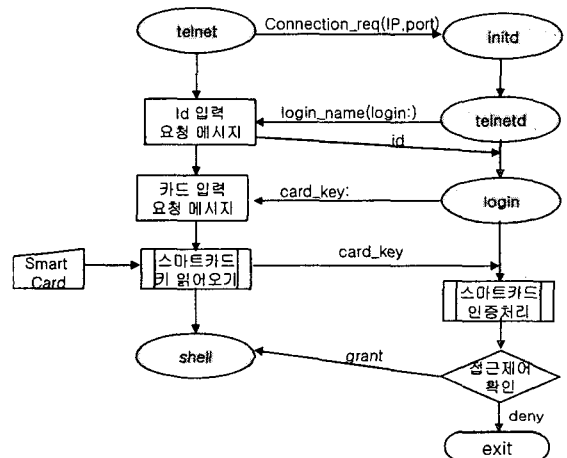 telnet
Connection_req(IP,port)
initd
Id 입력
요청 메시지
login_name(login:)
id
telnetd
카드 입력
요청 메시지
card_key:
login
Smart
Card
스마트카드
키 읽어오기
card_key
스마트카드
인증처리
shell
grant
접근제어
확인
deny
exit